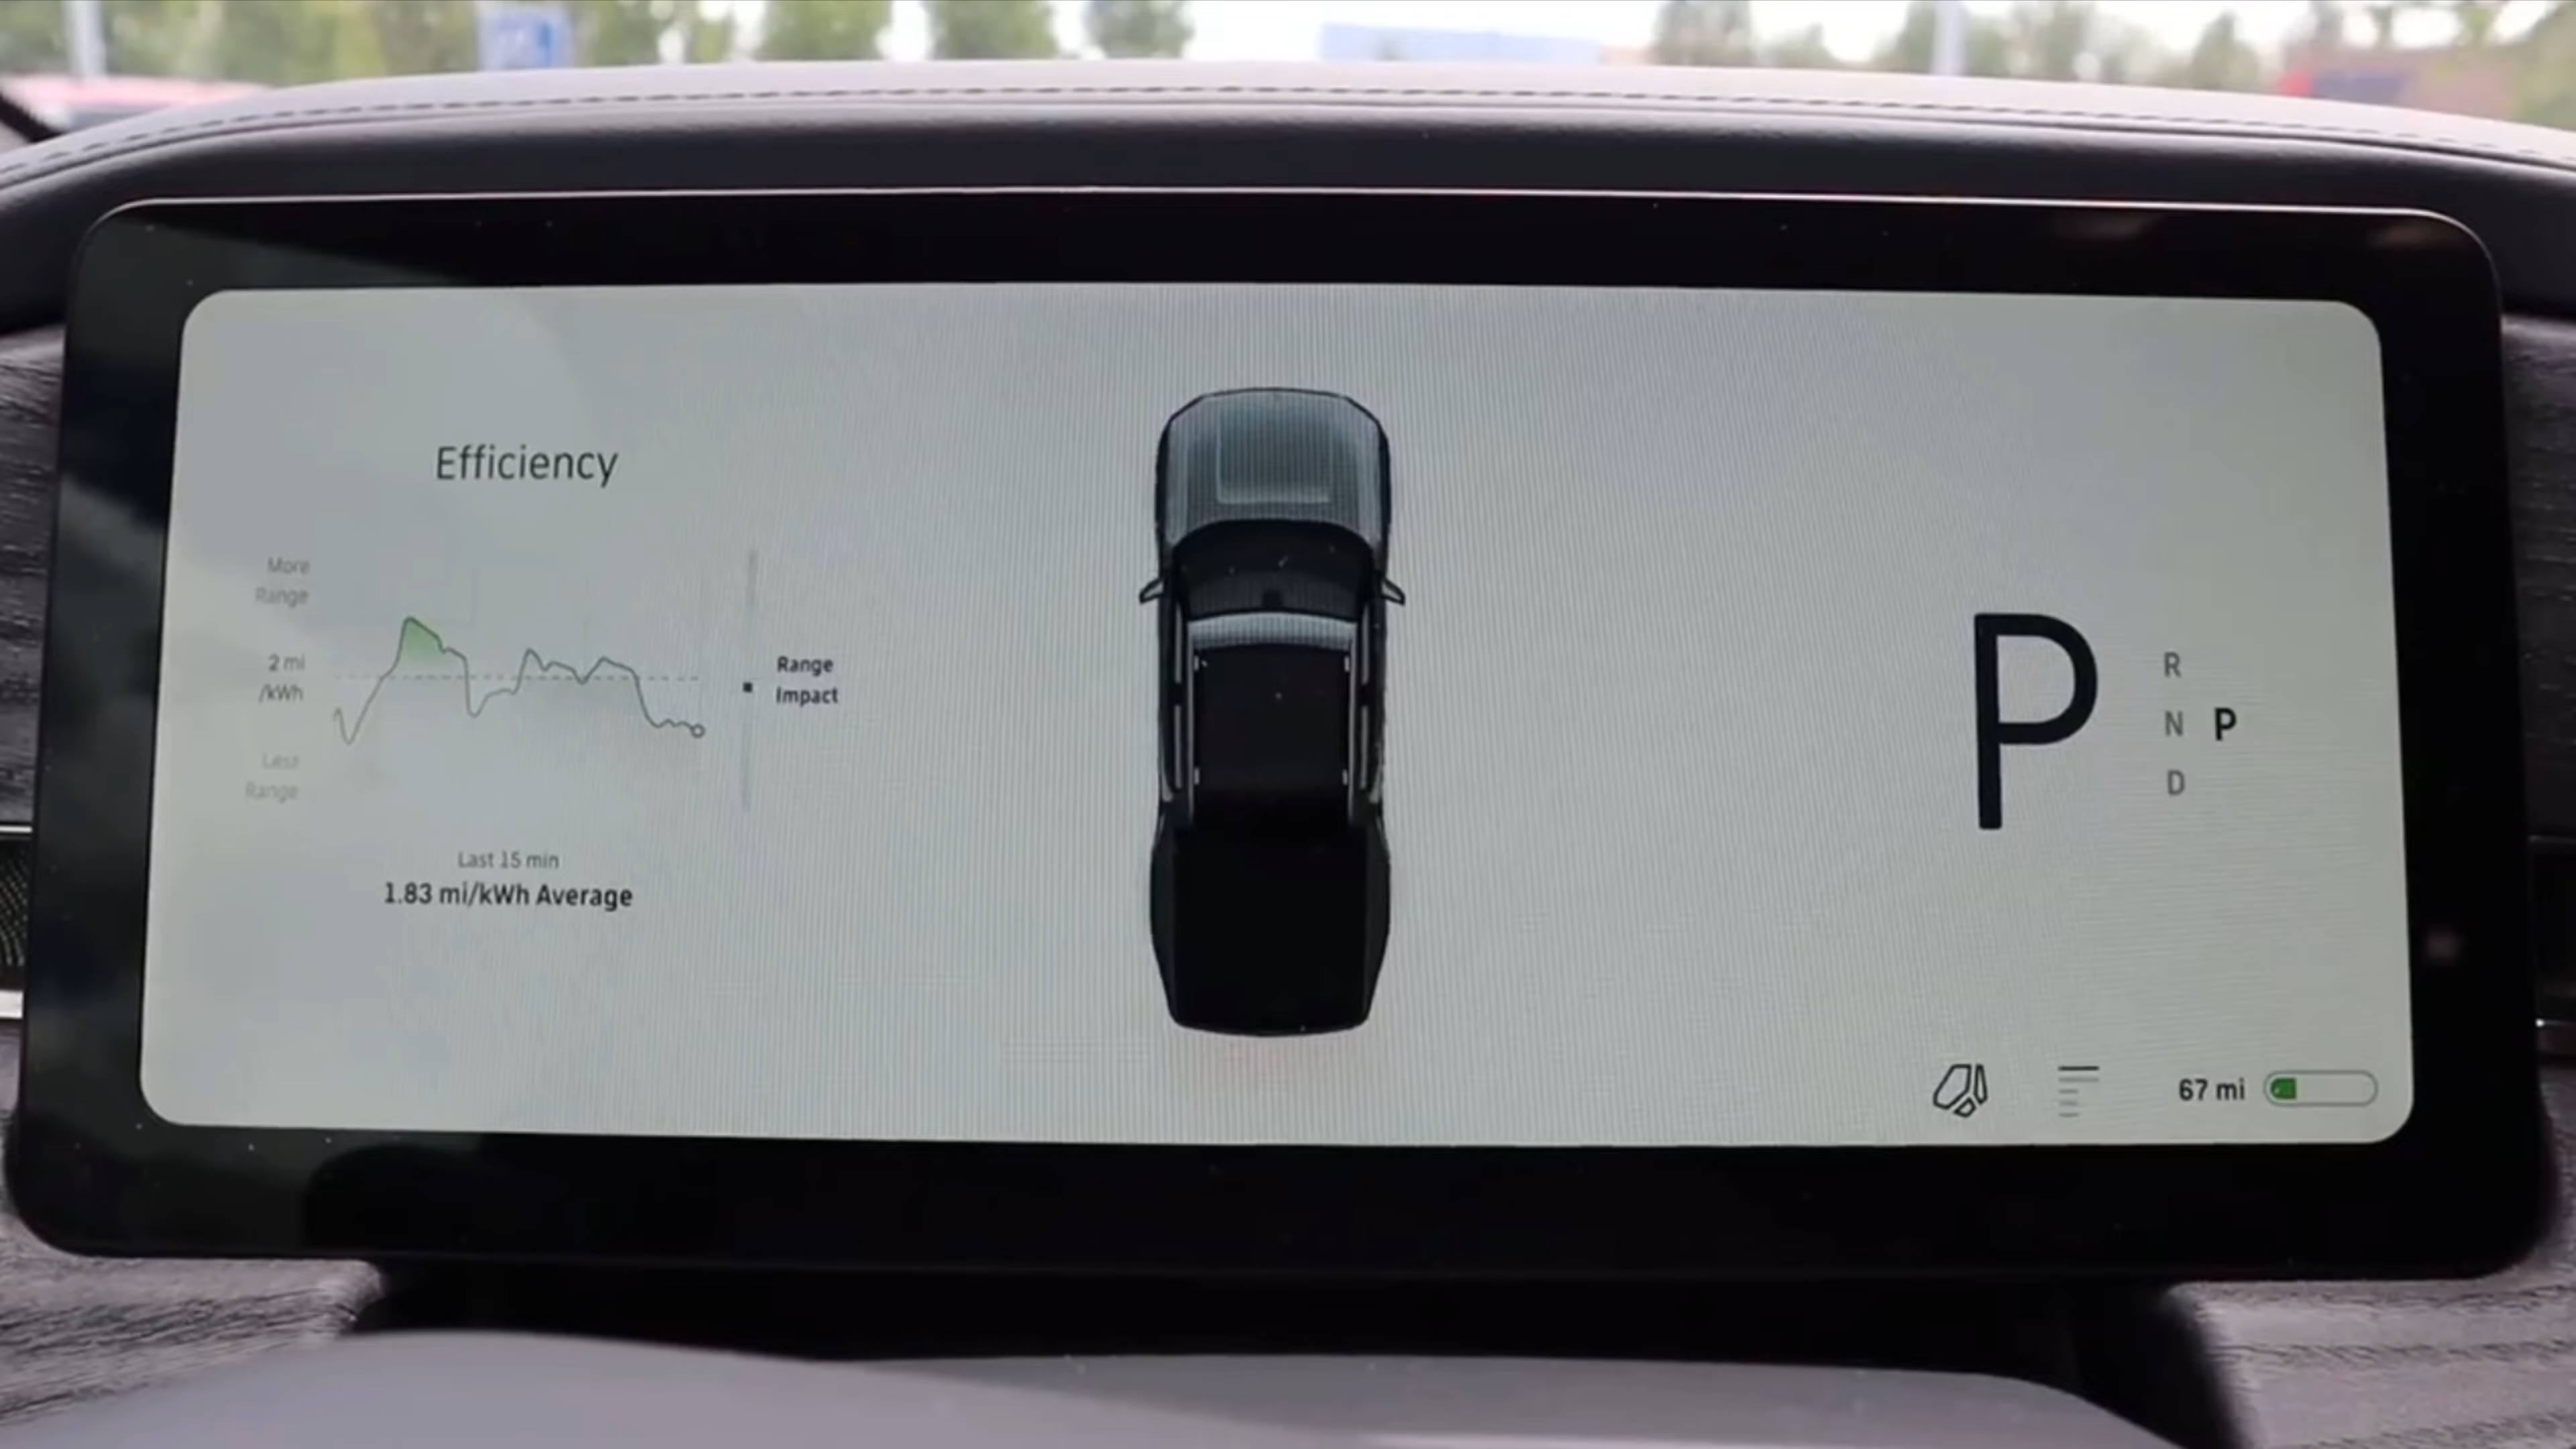 Efficiency
More
Range
2 mi
/kWh
Less
Range
Range
Impact
Last 15 min
1.83 mi/kWh Average
P
R
N P
D
67 mi